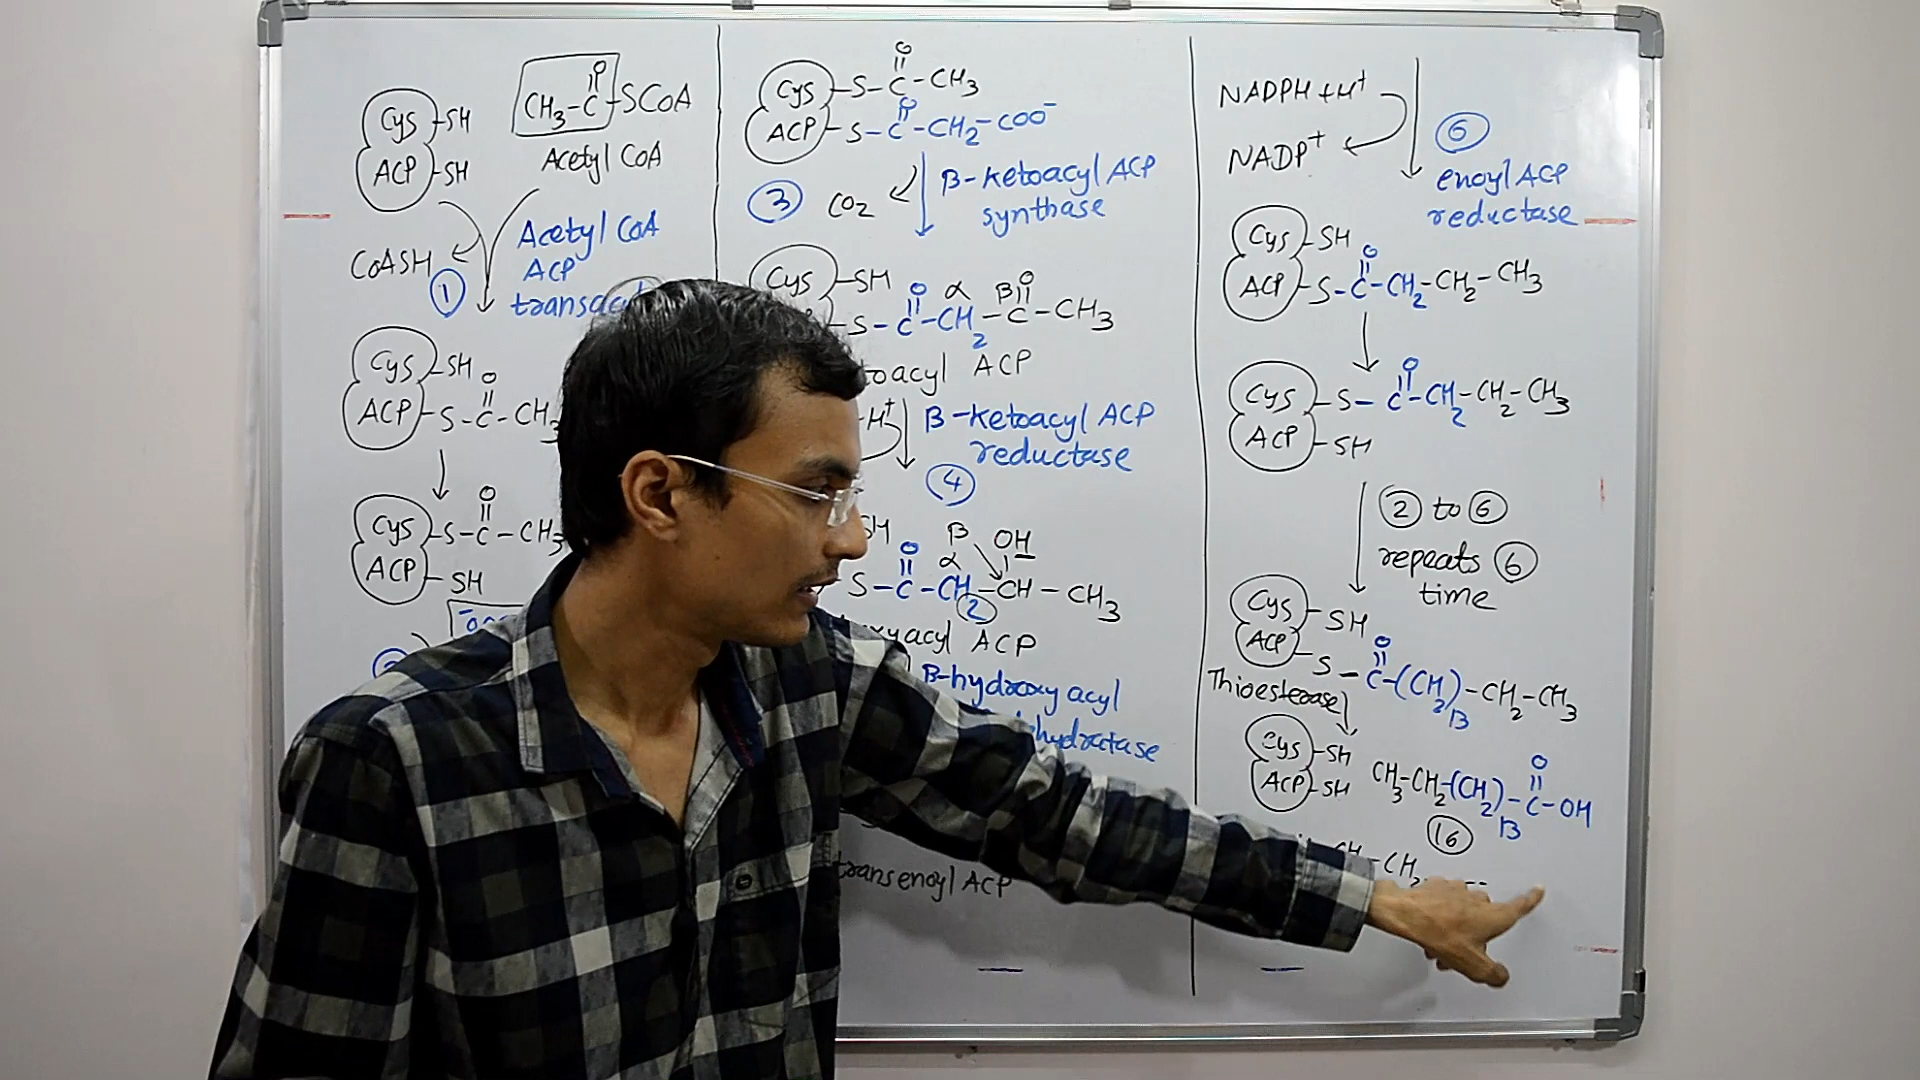 Cys -SH
ACP -SH
O
CH3-C-SCoA
Acetyl CoA
CoASH
1
Acetyl CoA
ACP
Cys -SH
O
ACP -S-C-CH3
O
Cys -S-C-CH3
ACP -SH
O
Cys -S-C-CH3
O
ACP -S-C-CH2-COO-
3
CO2
β-ketoacyl ACP
synthase
Cys -SH
O α β O
S-C-CH2-C-CH3
ACP
H+
β-ketoacyl ACP
reductase
4
β OH
O α
S-C-CH2-CH-CH3
ACP
β-hydroxy acyl
transenoyl ACP
NADPH+H+
NADP+
6
enoyl ACP
reductase
Cys -SH
O
ACP -S-C-CH2-CH2-CH3
O
Cys -S-C-CH2-CH2-CH3
ACP -SH
2 to 6
repeats 6
time
Cys -SH
ACP
O
S-C-(CH2)13-CH2-CH3
Thioesterase
Cys -SH
ACP -SH
O
CH3-CH2-(CH2)13-C-OH
16
-CH2